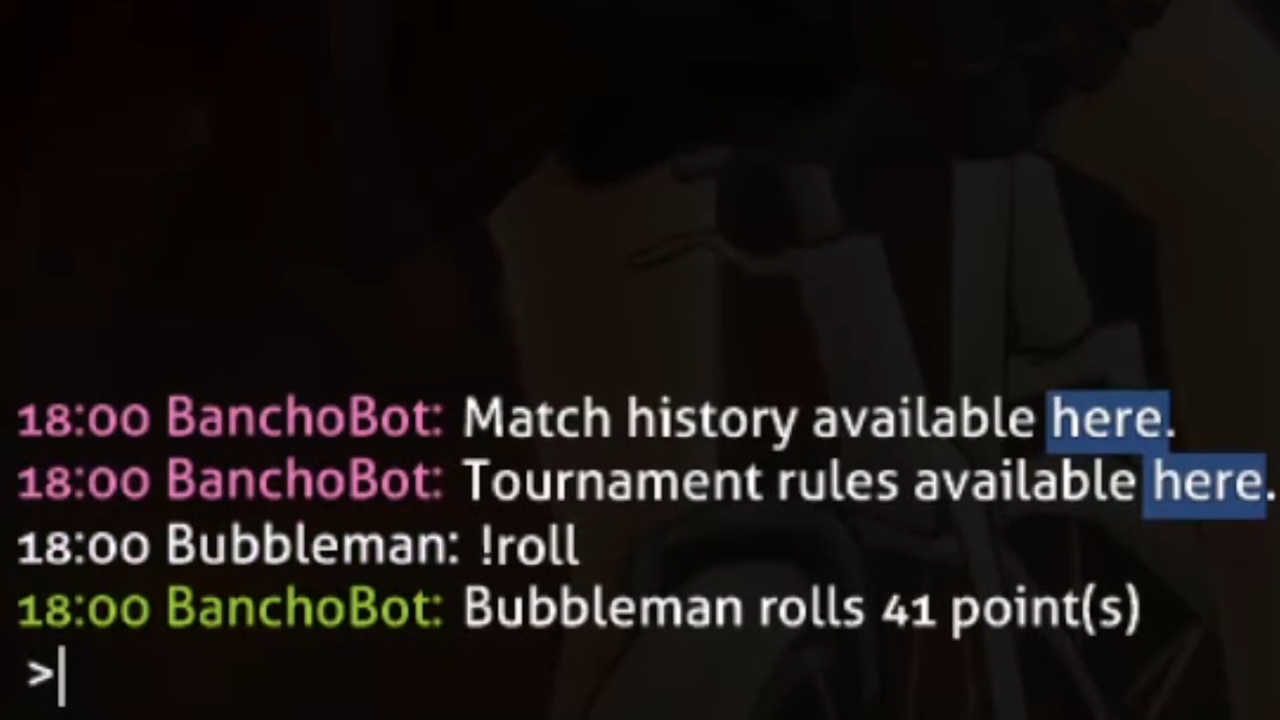 18:00 BanchoBot: Match history available here.
18:00 BanchoBot: Tournament rules available here.
18:00 Bubbleman: !roll
18:00 BanchoBot: Bubbleman rolls 41 point(s)
>|